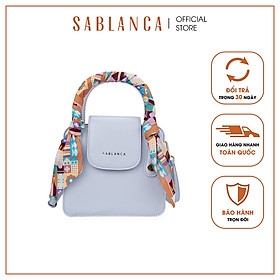 SABLANCA
OFFICIAL
STORE
ĐỔI TRẢ
TRONG 30 NGÀY
GIAO HÀNG NHANH
TOÀN QUỐC
BẢO HÀNH
TRỌN ĐỜI
SABLANCA